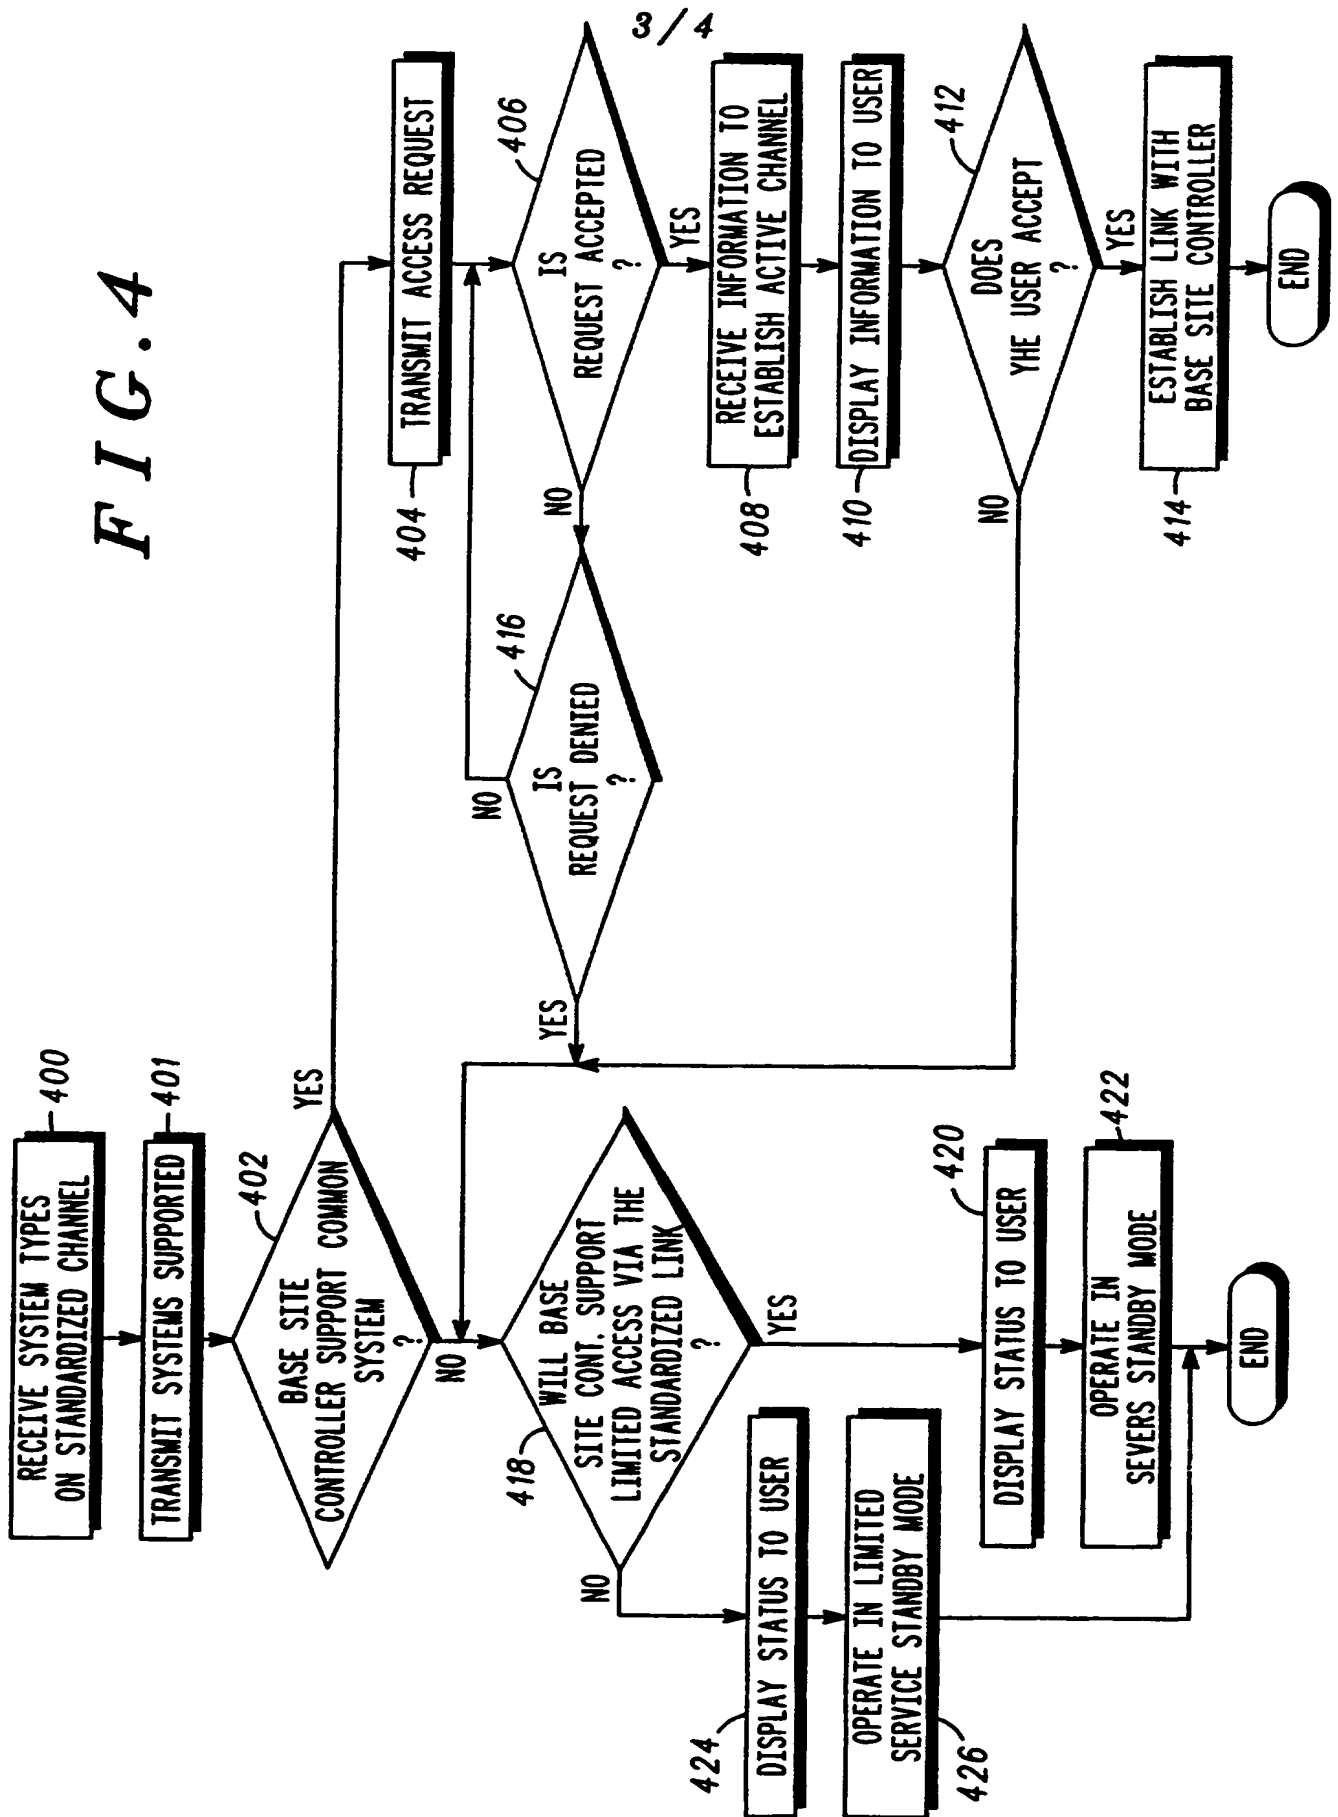 3/4
FIG.4
RECEIVE SYSTEM TYPES
ON STANDARDIZED CHANNEL
400
TRANSMIT SYSTEMS SUPPORTED
401
BASE SITE
CONTROLLER SUPPORT COMMON
SYSTEM
?
402
YES
NO
TRANSMIT ACCESS REQUEST
404
IS
REQUEST ACCEPTED
?
406
YES
NO
RECEIVE INFORMATION TO
ESTABLISH ACTIVE CHANNEL
408
DISPLAY INFORMATION TO USER
410
DOES
YHE USER ACCEPT
?
412
YES
NO
ESTABLISH LINK WITH
BASE SITE CONTROLLER
414
END
IS
REQUEST DENIED
?
416
NO
YES
WILL BASE
SITE CONT. SUPPORT
LIMITED ACCESS VIA THE
STANDARDIZED LINK
?
418
YES
NO
DISPLAY STATUS TO USER
420
OPERATE IN
SEVERS STANDBY MODE
422
DISPLAY STATUS TO USER
424
OPERATE IN LIMITED
SERVICE STANDBY MODE
426
END